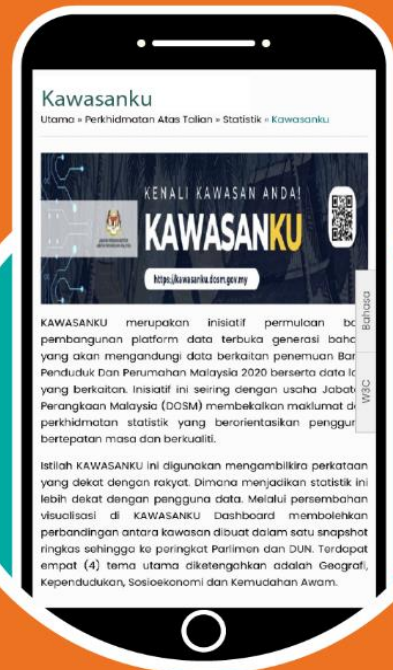 Kawasanku
Utama » Perkhidmatan Atas Talian » Statistik » Kawasanku
KENALI KAWASAN ANDA!
KAWASANKU
https://kawasanku.dosm.gov.my
Bahasa
W3C
KAWASANKU merupakan inisiatif permulaan
pembangunan platform data terbuka generasi
yang akan mengandungi data berkaitan penemuan
Penduduk Dan Perumahan Malaysia 2020 berserta data
yang berkaitan. Inisiatif ini seiring dengan usaha
Perangkaan Malaysia (DOSM) membekalkan maklumat
perkhidmatan statistik yang berorientasikan
bertepatan masa dan berkualiti.
Istilah KAWASANKU ini digunakan mengambilkira perkataan
yang dekat dengan rakyat. Dimana menjadikan statistik ini
lebih dekat dengan pengguna data. Melalui persembahan
visualisasi di KAWASANKU Dashboard membolehkan
perbandingan antara kawasan dibuat dalam satu snapshot
ringkas sehingga ke peringkat Parlimen dan DUN. Terdapat
empat (4) tema utama diketengahkan adalah Geografi,
Kependudukan, Sosioekonomi dan Kemudahan Awam.